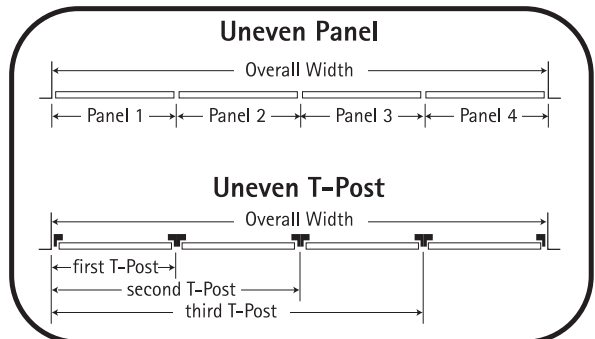 Uneven Panel
Overall Width
Panel 1 Panel 2 Panel 3 Panel 4
Uneven T-Post
Overall Width
first T-Post
second T-Post
third T-Post